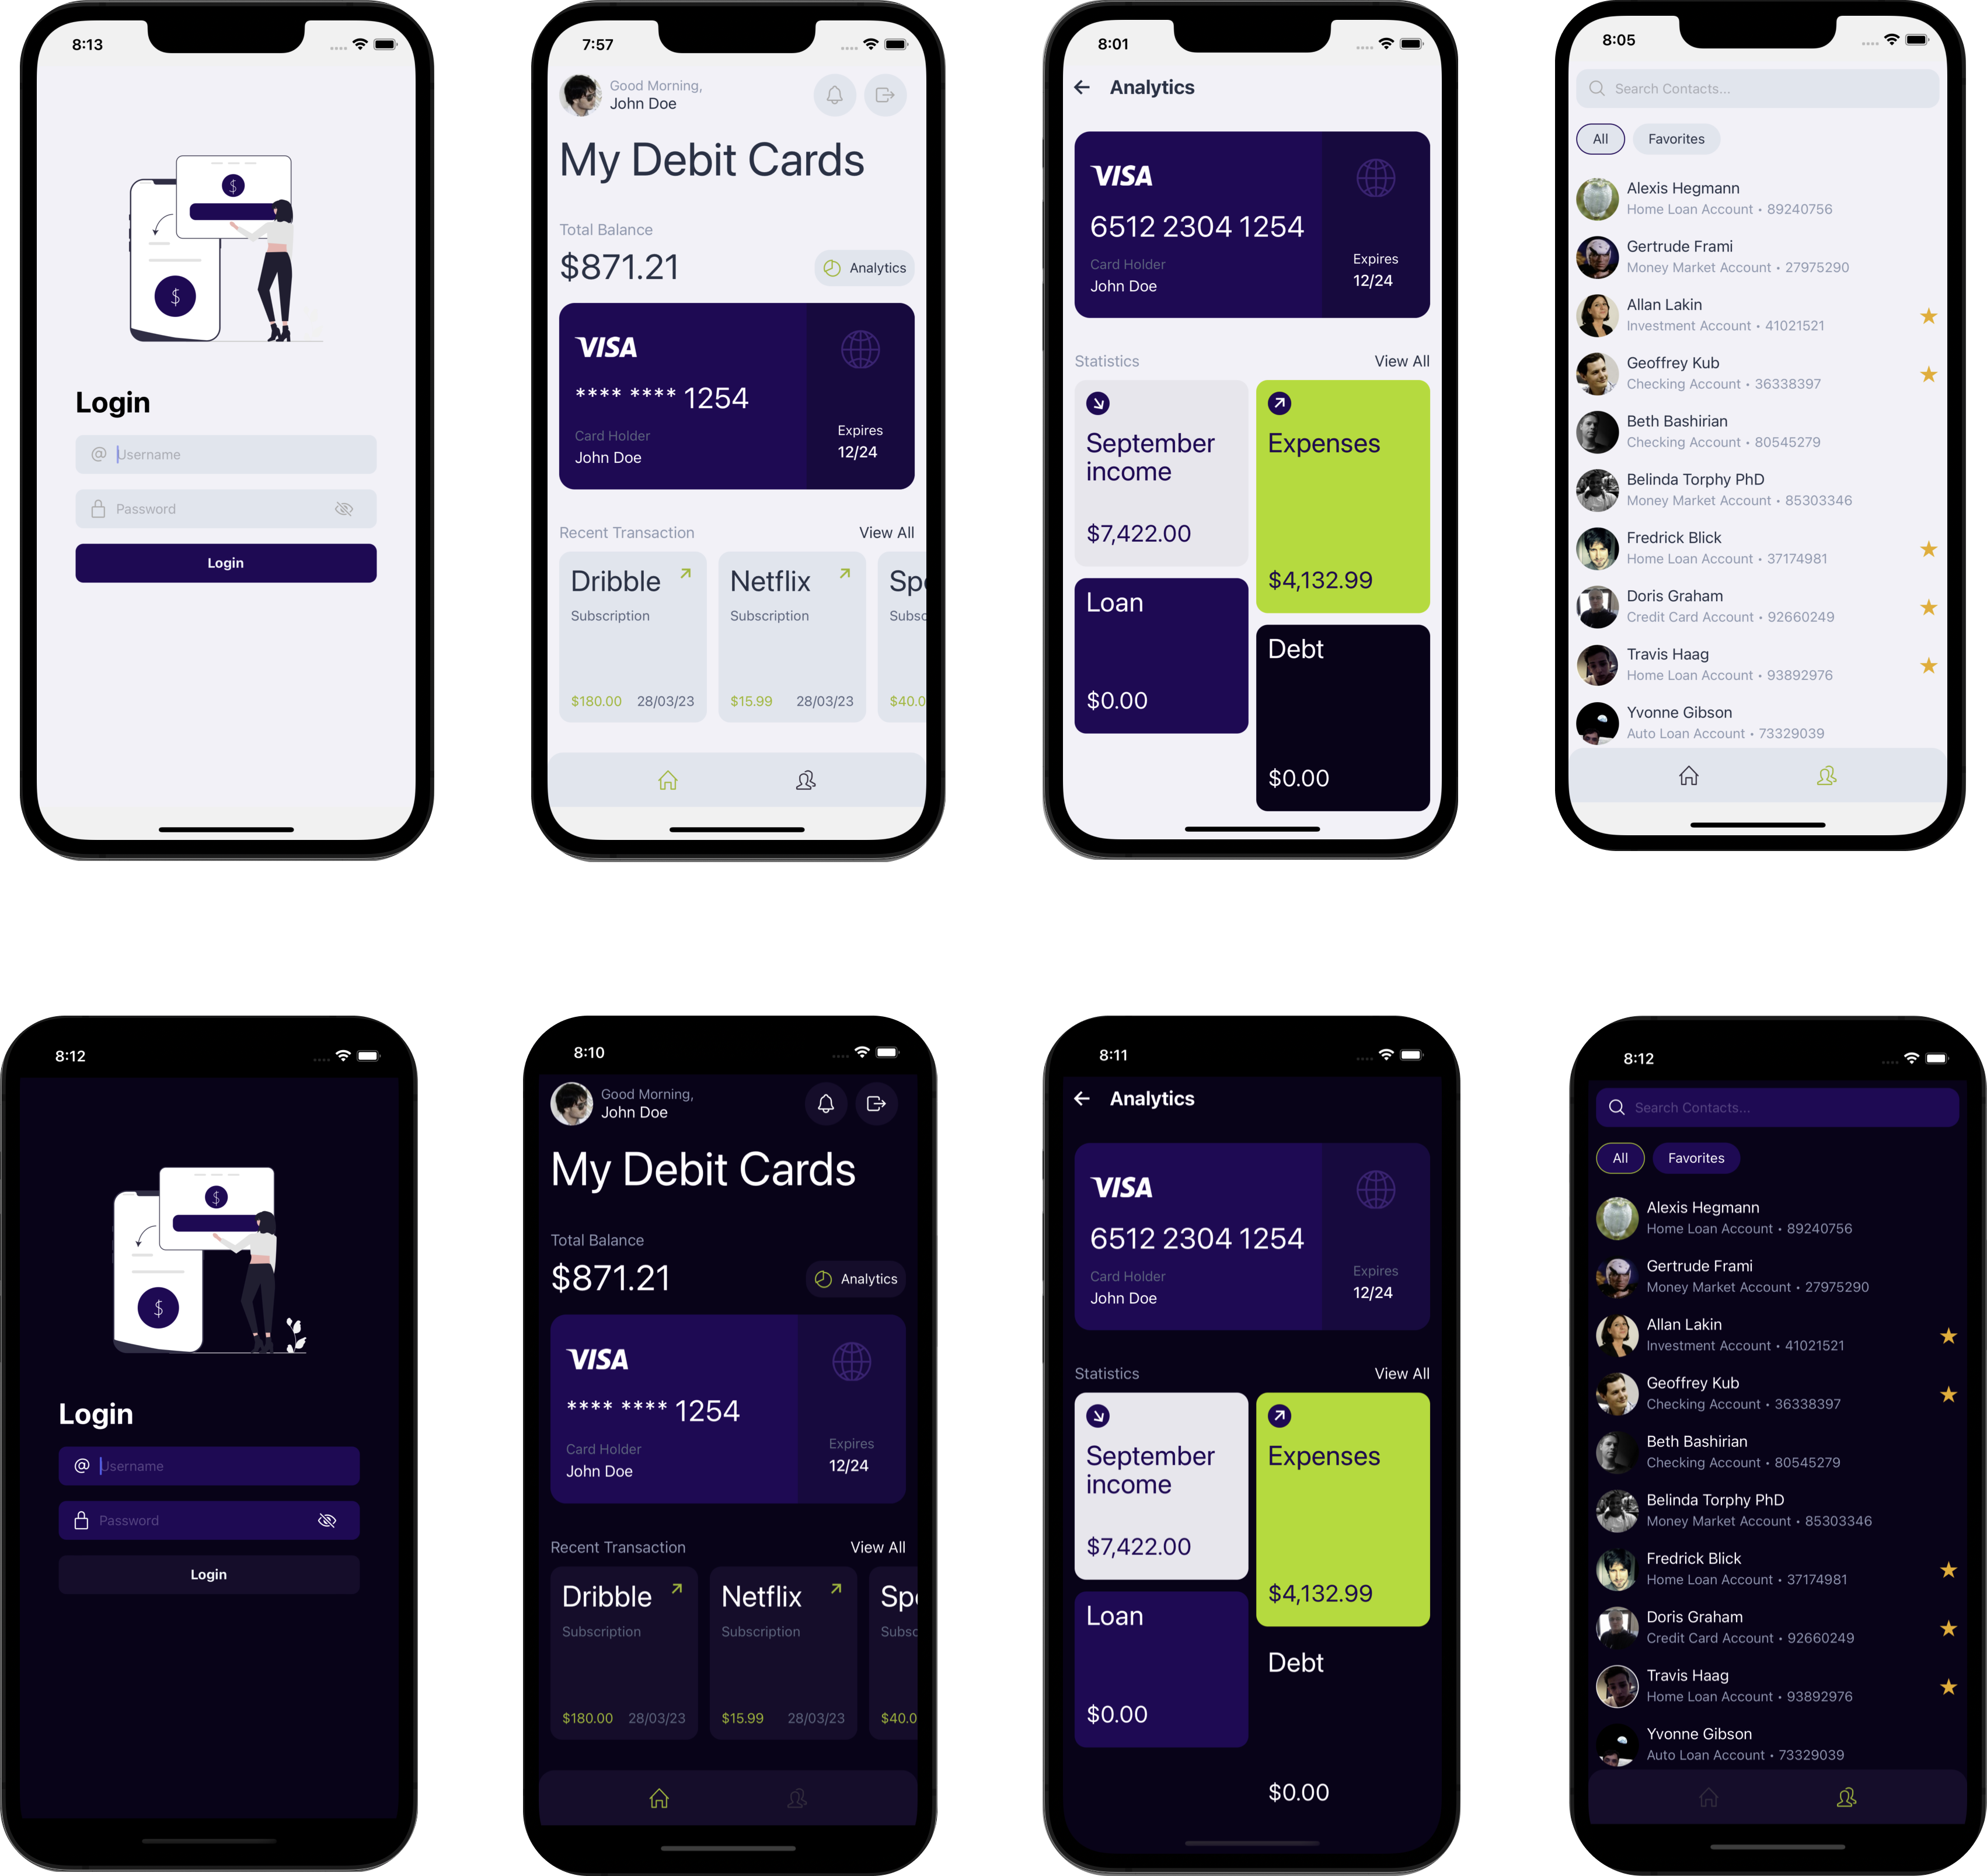 8:13
$
$
Login
@ Username
Password
Login
7:57
Good Morning,
John Doe
My Debit Cards
Total Balance
$871.21
Analytics
VISA
**** **** 1254
Card Holder
John Doe
Expires
12/24
Recent Transaction
View All
Dribble
Subscription
$180.00
28/03/23
Netflix
Subscription
$15.99
28/03/23
Spo
Subsc
$40.0
8:01
Analytics
VISA
6512 2304 1254
Card Holder
John Doe
Expires
12/24
Statistics
View All
September
income
$7,422.00
Expenses
$4,132.99
Loan
$0.00
Debt
$0.00
8:05
Search Contacts...
All
Favorites
Alexis Hegmann
Home Loan Account • 89240756
Gertrude Frami
Money Market Account • 27975290
Allan Lakin
Investment Account • 41021521
Geoffrey Kub
Checking Account • 36338397
Beth Bashirian
Checking Account • 80545279
Belinda Torphy PhD
Money Market Account • 85303346
Fredrick Blick
Home Loan Account • 37174981
Doris Graham
Credit Card Account • 92660249
Travis Haag
Home Loan Account • 93892976
Yvonne Gibson
Auto Loan Account • 73329039
8:12
$
$
Login
@ Username
Password
Login
8:10
Good Morning,
John Doe
My Debit Cards
Total Balance
$871.21
Analytics
VISA
**** **** 1254
Card Holder
John Doe
Expires
12/24
Recent Transaction
View All
Dribble
Subscription
$180.00
28/03/23
Netflix
Subscription
$15.99
28/03/23
Spo
Subsc
$40.0
8:11
Analytics
VISA
6512 2304 1254
Card Holder
John Doe
Expires
12/24
Statistics
View All
September
income
$7,422.00
Expenses
$4,132.99
Loan
$0.00
Debt
$0.00
8:12
Search Contacts...
All
Favorites
Alexis Hegmann
Home Loan Account • 89240756
Gertrude Frami
Money Market Account • 27975290
Allan Lakin
Investment Account • 41021521
Geoffrey Kub
Checking Account • 36338397
Beth Bashirian
Checking Account • 80545279
Belinda Torphy PhD
Money Market Account • 85303346
Fredrick Blick
Home Loan Account • 37174981
Doris Graham
Credit Card Account • 92660249
Travis Haag
Home Loan Account • 93892976
Yvonne Gibson
Auto Loan Account • 73329039